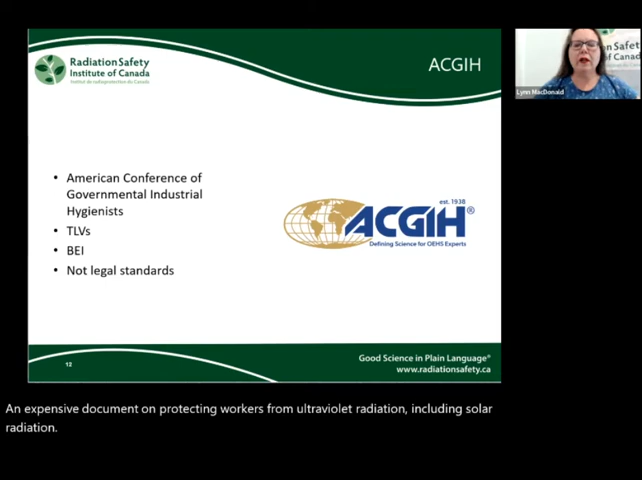 Radiation Safety
Institute of Canada
Institut de radioprotection du Canada
ACGIH
• American Conference of
Governmental Industrial
Hygienists
• TLVs
• BEI
• Not legal standards
est. 1938
ACGIH®
Defining Science for OEHS Experts
12
Good Science in Plain Language®
www.radiationsafety.ca
Lynn MacDonald
An expensive document on protecting workers from ultraviolet radiation, including solar
radiation.